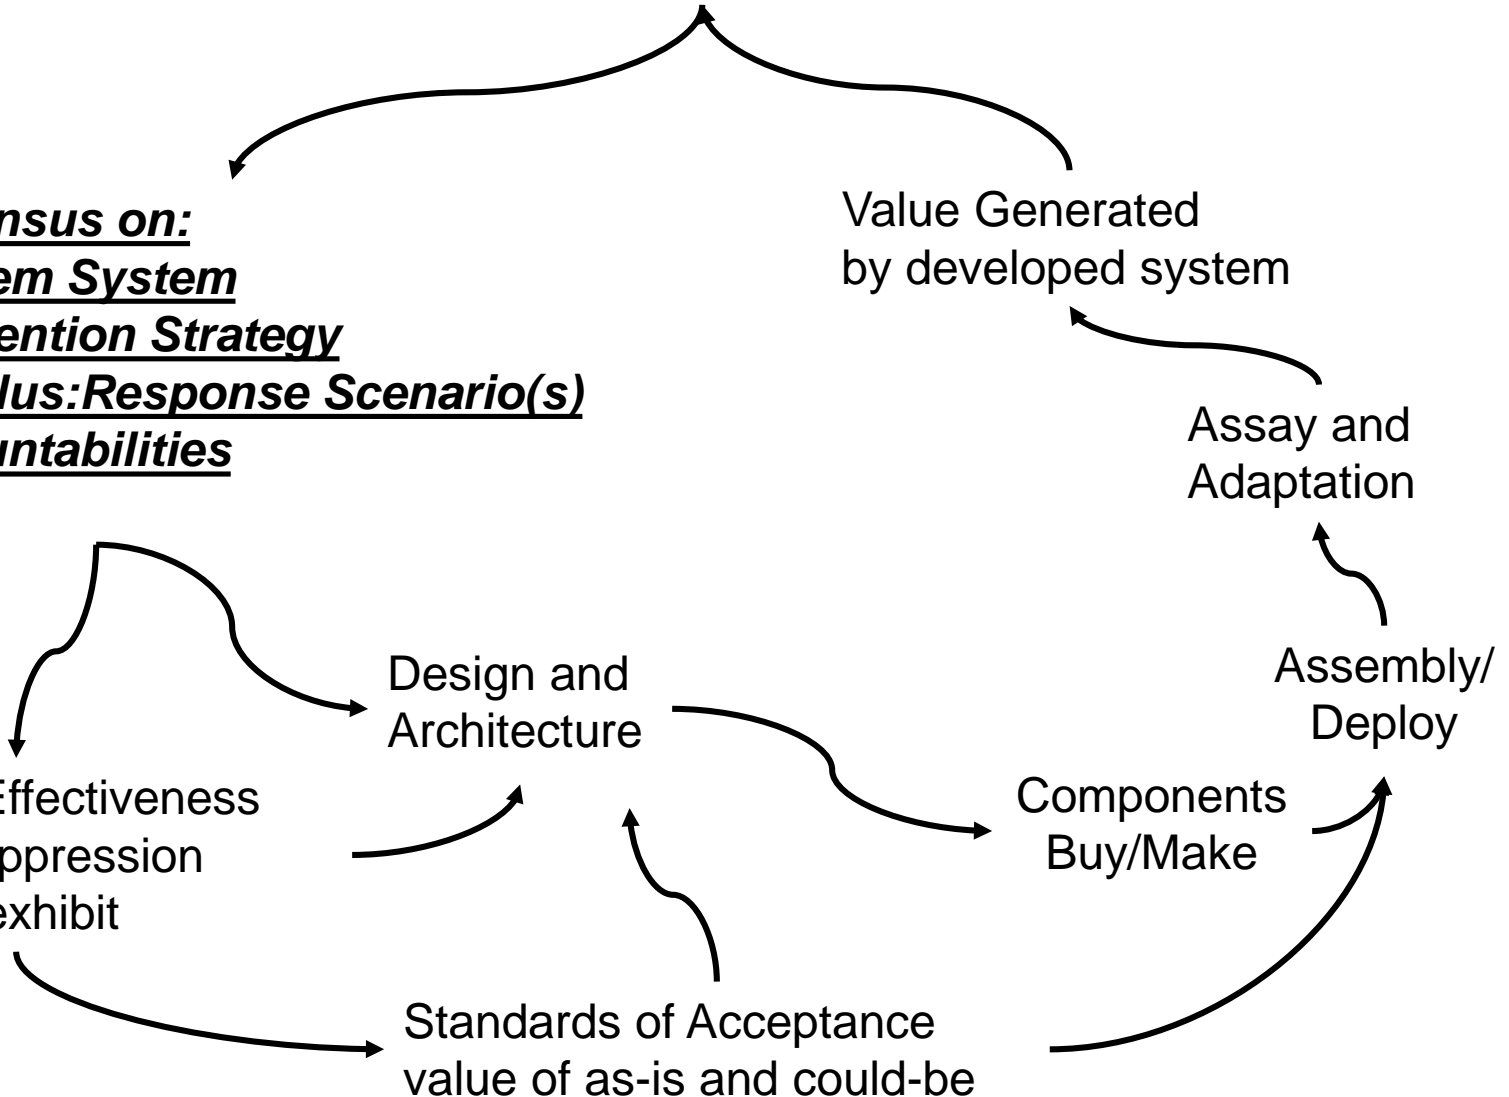 nsus on:
em System
ention Strategy
lus:Response Scenario(s)
untabilities
Value Generated
by developed system
Assay and
Adaptation
Assembly/
Deploy
Design and
Architecture
Components
Buy/Make
Effectiveness
ppression
exhibit
Standards of Acceptance
value of as-is and could-be